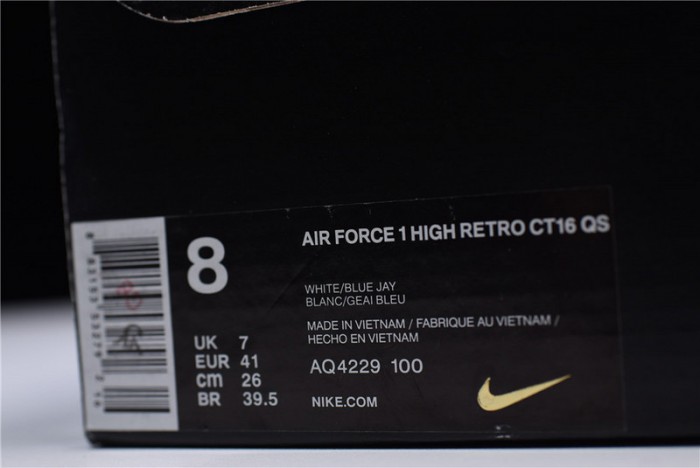 8
AIR FORCE 1 HIGH RETRO CT16 QS
WHITE/BLUE JAY
BLANC/GEAI BLEU
MADE IN VIETNAM / FABRIQUE AU VIETNAM /
HECHO EN VIETNAM
UK 7
EUR 41
cm 26
BR 39.5
AQ4229 100
NIKE.COM